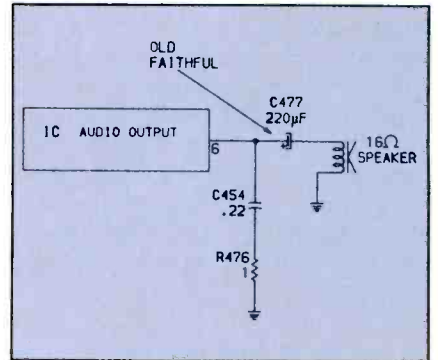 OLD
FAITHFUL
C477
220µF
IC AUDIO OUTPUT
6
16Ω
SPEAKER
C454
.22
R476
1